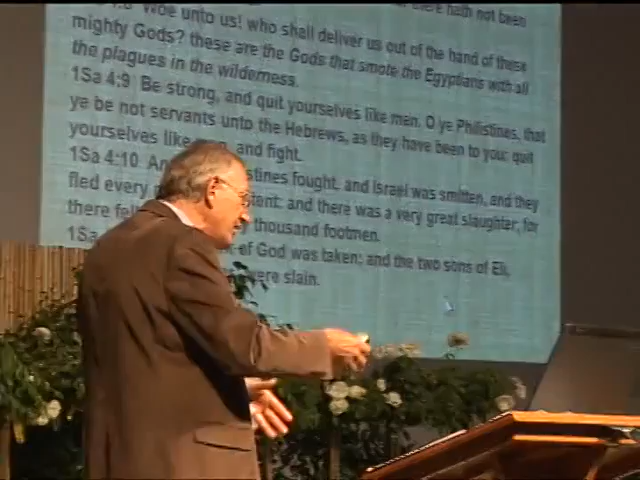 there hath not been
unto us! who shall deliver us out of the hand of these
mighty Gods? these are the Gods that smote the Egyptians with all
the plagues in the wilderness.
1Sa 4:9 Be strong, and quit yourselves like men, O ye Philistines, that
ye be not servants unto the Hebrews, as they have been to you: quit
yourselves like and fight.
1Sa 4:10 fought, and Israel was smitten, and they
fled every tent: and there was a very great slaughter; for
there fell thousand footmen.
1Sa of God was taken; and the two sons of Eli,
were slain.